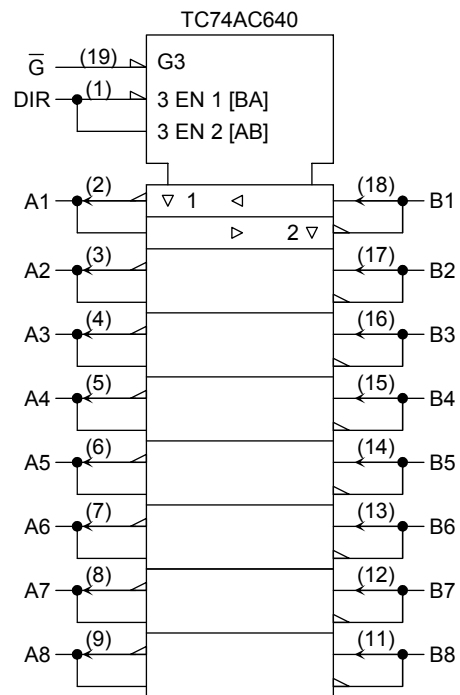 TC74AC640
G̅ (19) G3
DIR (1) 3 EN 1 [BA]
3 EN 2 [AB]
A1 (2) ▽ 1 ◁ (18) B1
▷ 2 ▽
A2 (3) (17) B2
A3 (4) (16) B3
A4 (5) (15) B4
A5 (6) (14) B5
A6 (7) (13) B6
A7 (8) (12) B7
A8 (9) (11) B8